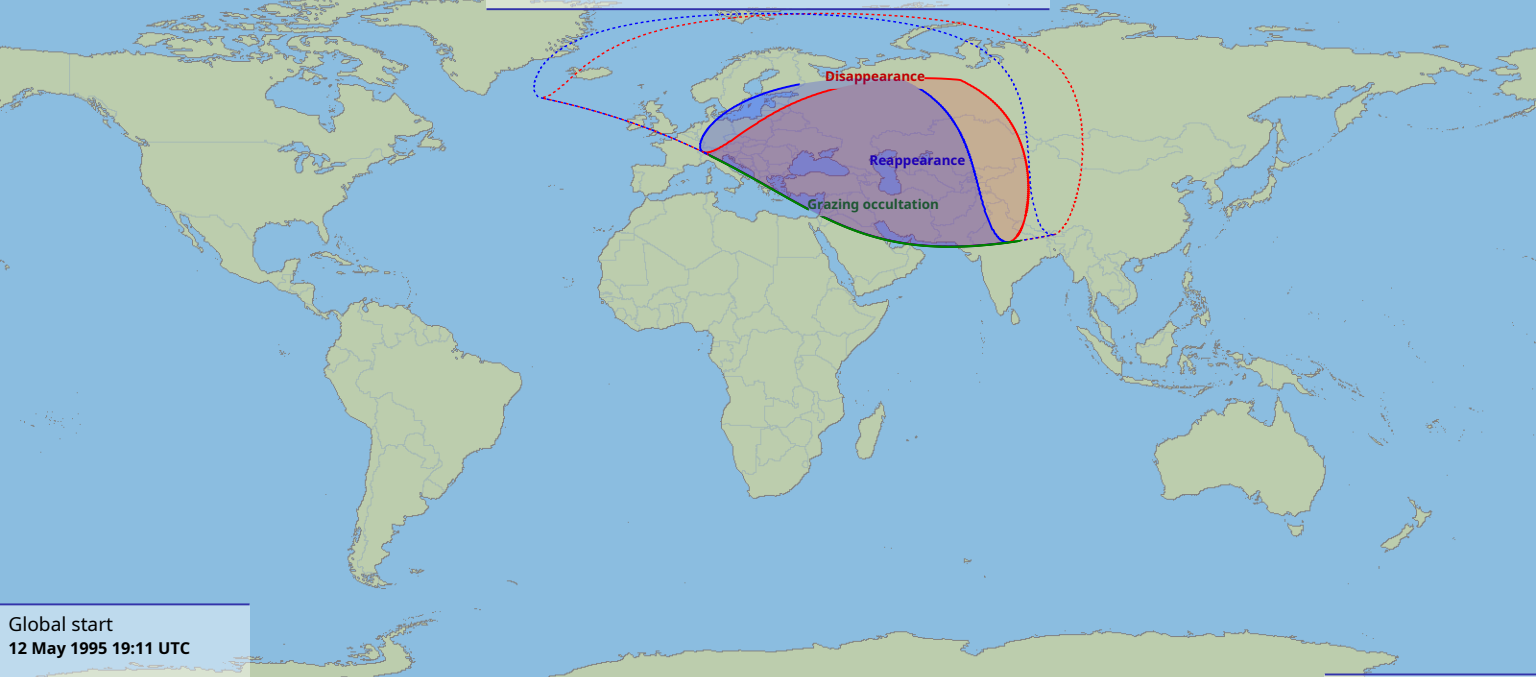 Disappearance
Reappearance
Grazing occultation
Global start
12 May 1995 19:11 UTC